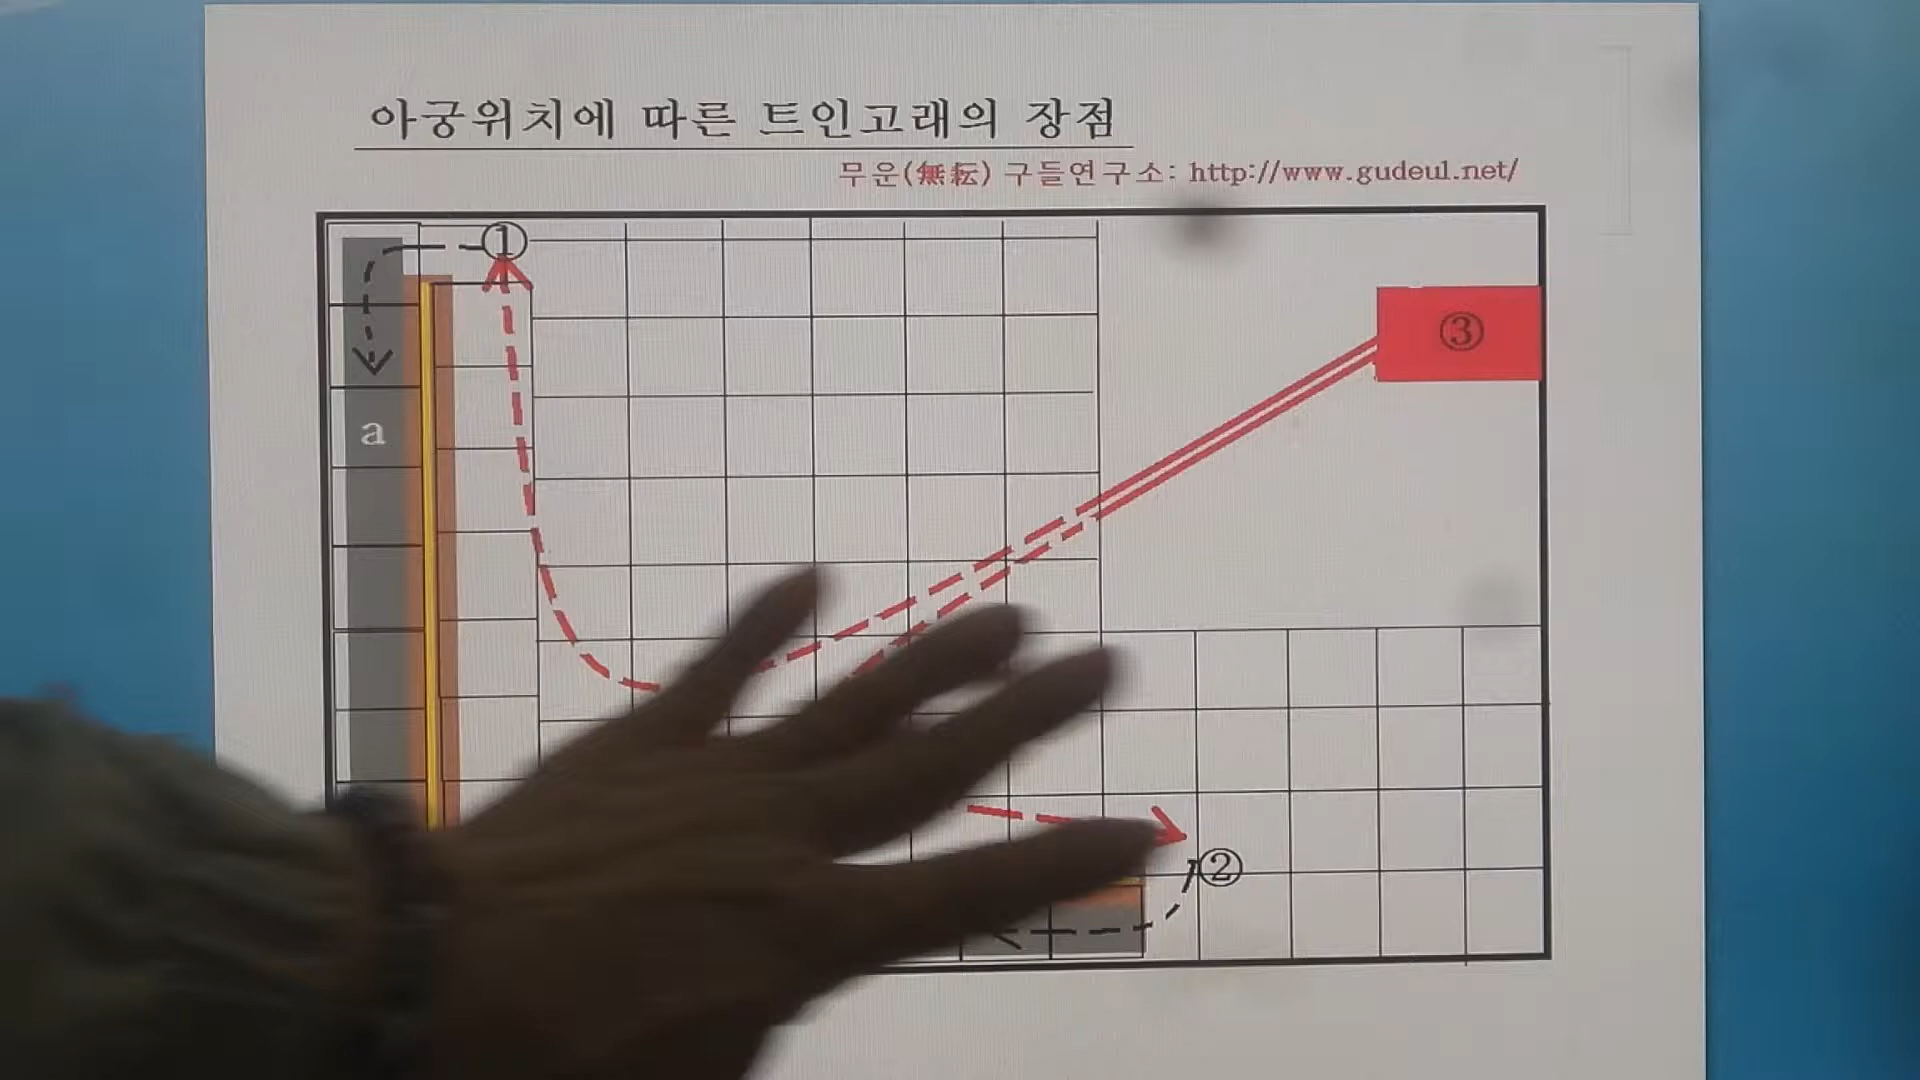 아궁위치에 따른 트인고래의 장점
무운(無耘) 구들연구소: http://www.gudeul.net/
①
③
a
②